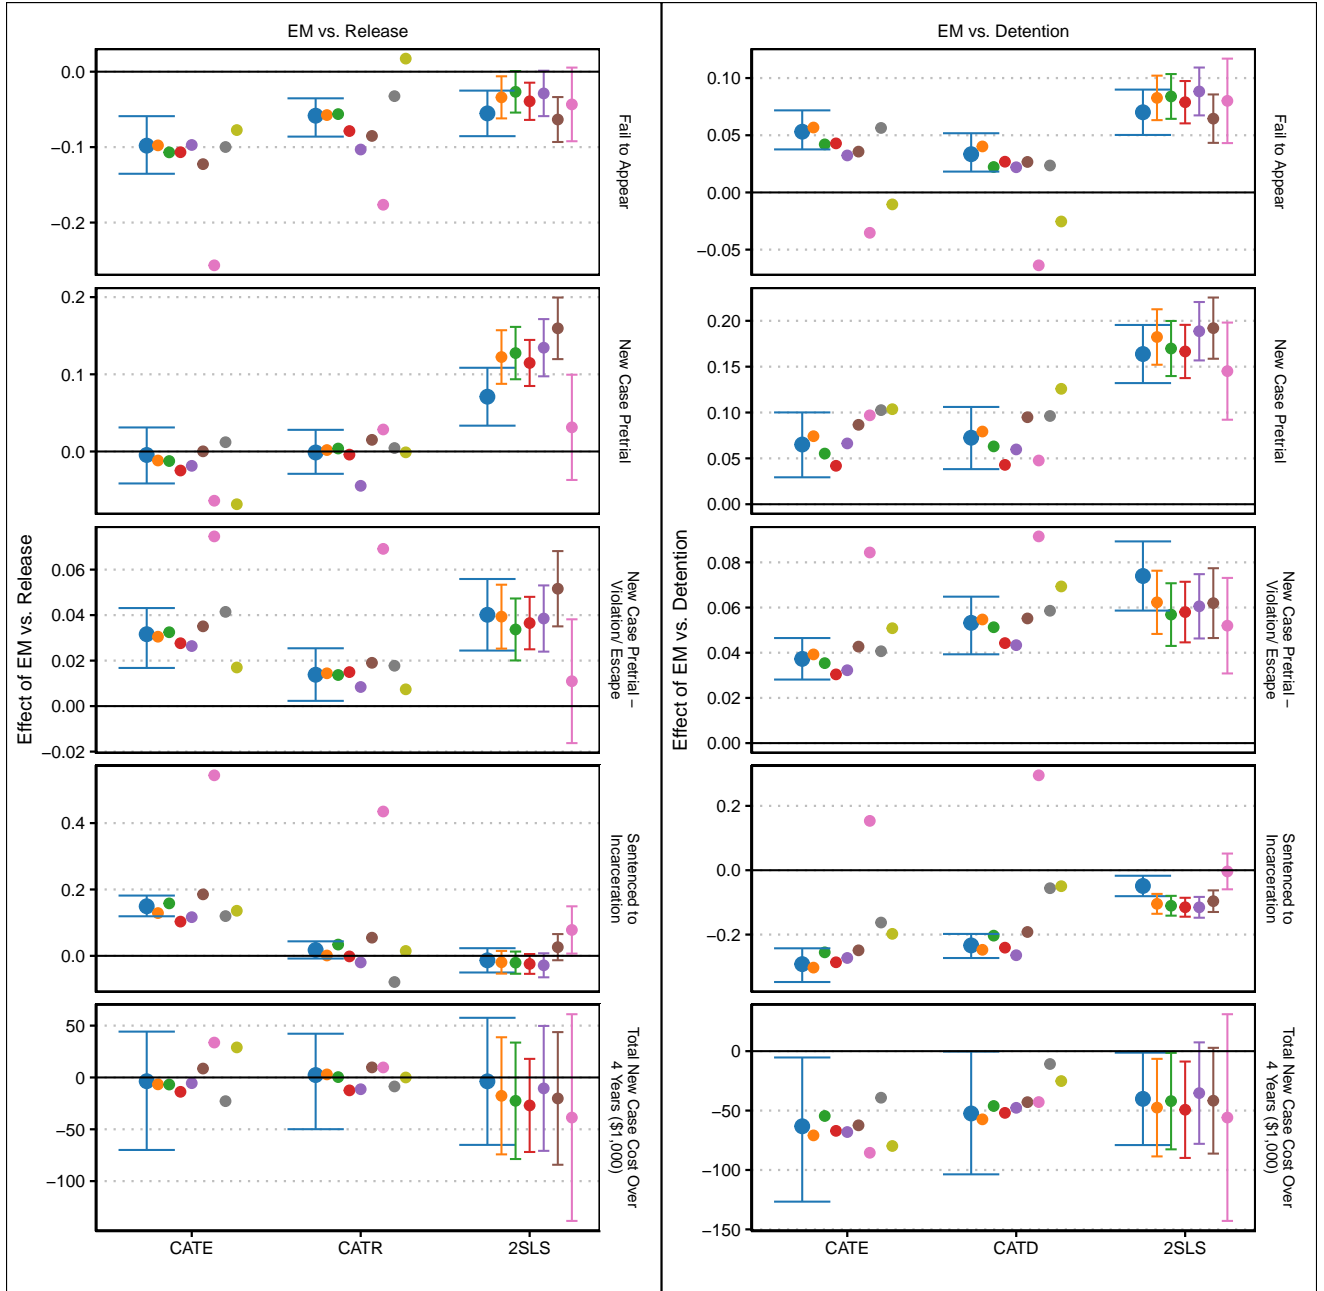 EM vs. Release
Effect of EM vs. Release
0.0
−0.1
−0.2
Fail to Appear
0.2
0.1
0.0
New Case Pretrial
0.06
0.04
0.02
0.00
−0.02
New Case Pretrial –
Violation/ Escape
0.4
0.2
0.0
Sentenced to
Incarceration
50
0
−50
−100
Total New Case Cost Over
4 Years ($1,000)
CATE CATR 2SLS
EM vs. Detention
Effect of EM vs. Detention
0.10
0.05
0.00
−0.05
Fail to Appear
0.20
0.15
0.10
0.05
0.00
New Case Pretrial
0.08
0.06
0.04
0.02
0.00
New Case Pretrial –
Violation/ Escape
0.2
0.0
−0.2
Sentenced to
Incarceration
0
−50
−100
−150
Total New Case Cost Over
4 Years ($1,000)
CATE CATD 2SLS